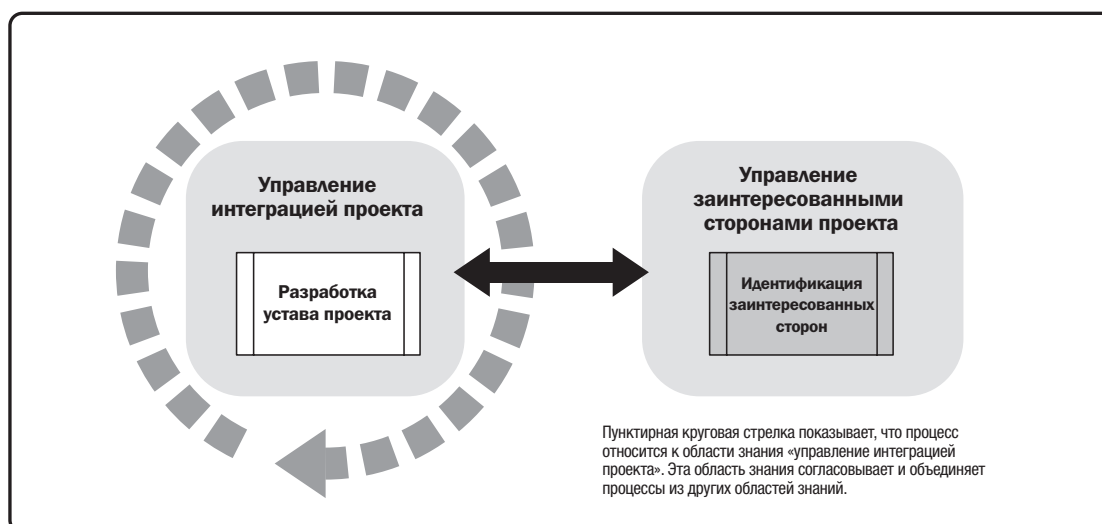 Управление
интеграцией проекта
Разработка
устава проекта
Управление
заинтересованными
сторонами проекта
Идентификация
заинтересованных
сторон
Пунктирная круговая стрелка показывает, что процесс
относится к области знания «управление интеграцией
проекта». Эта область знания согласовывает и объединяет
процессы из других областей знаний.